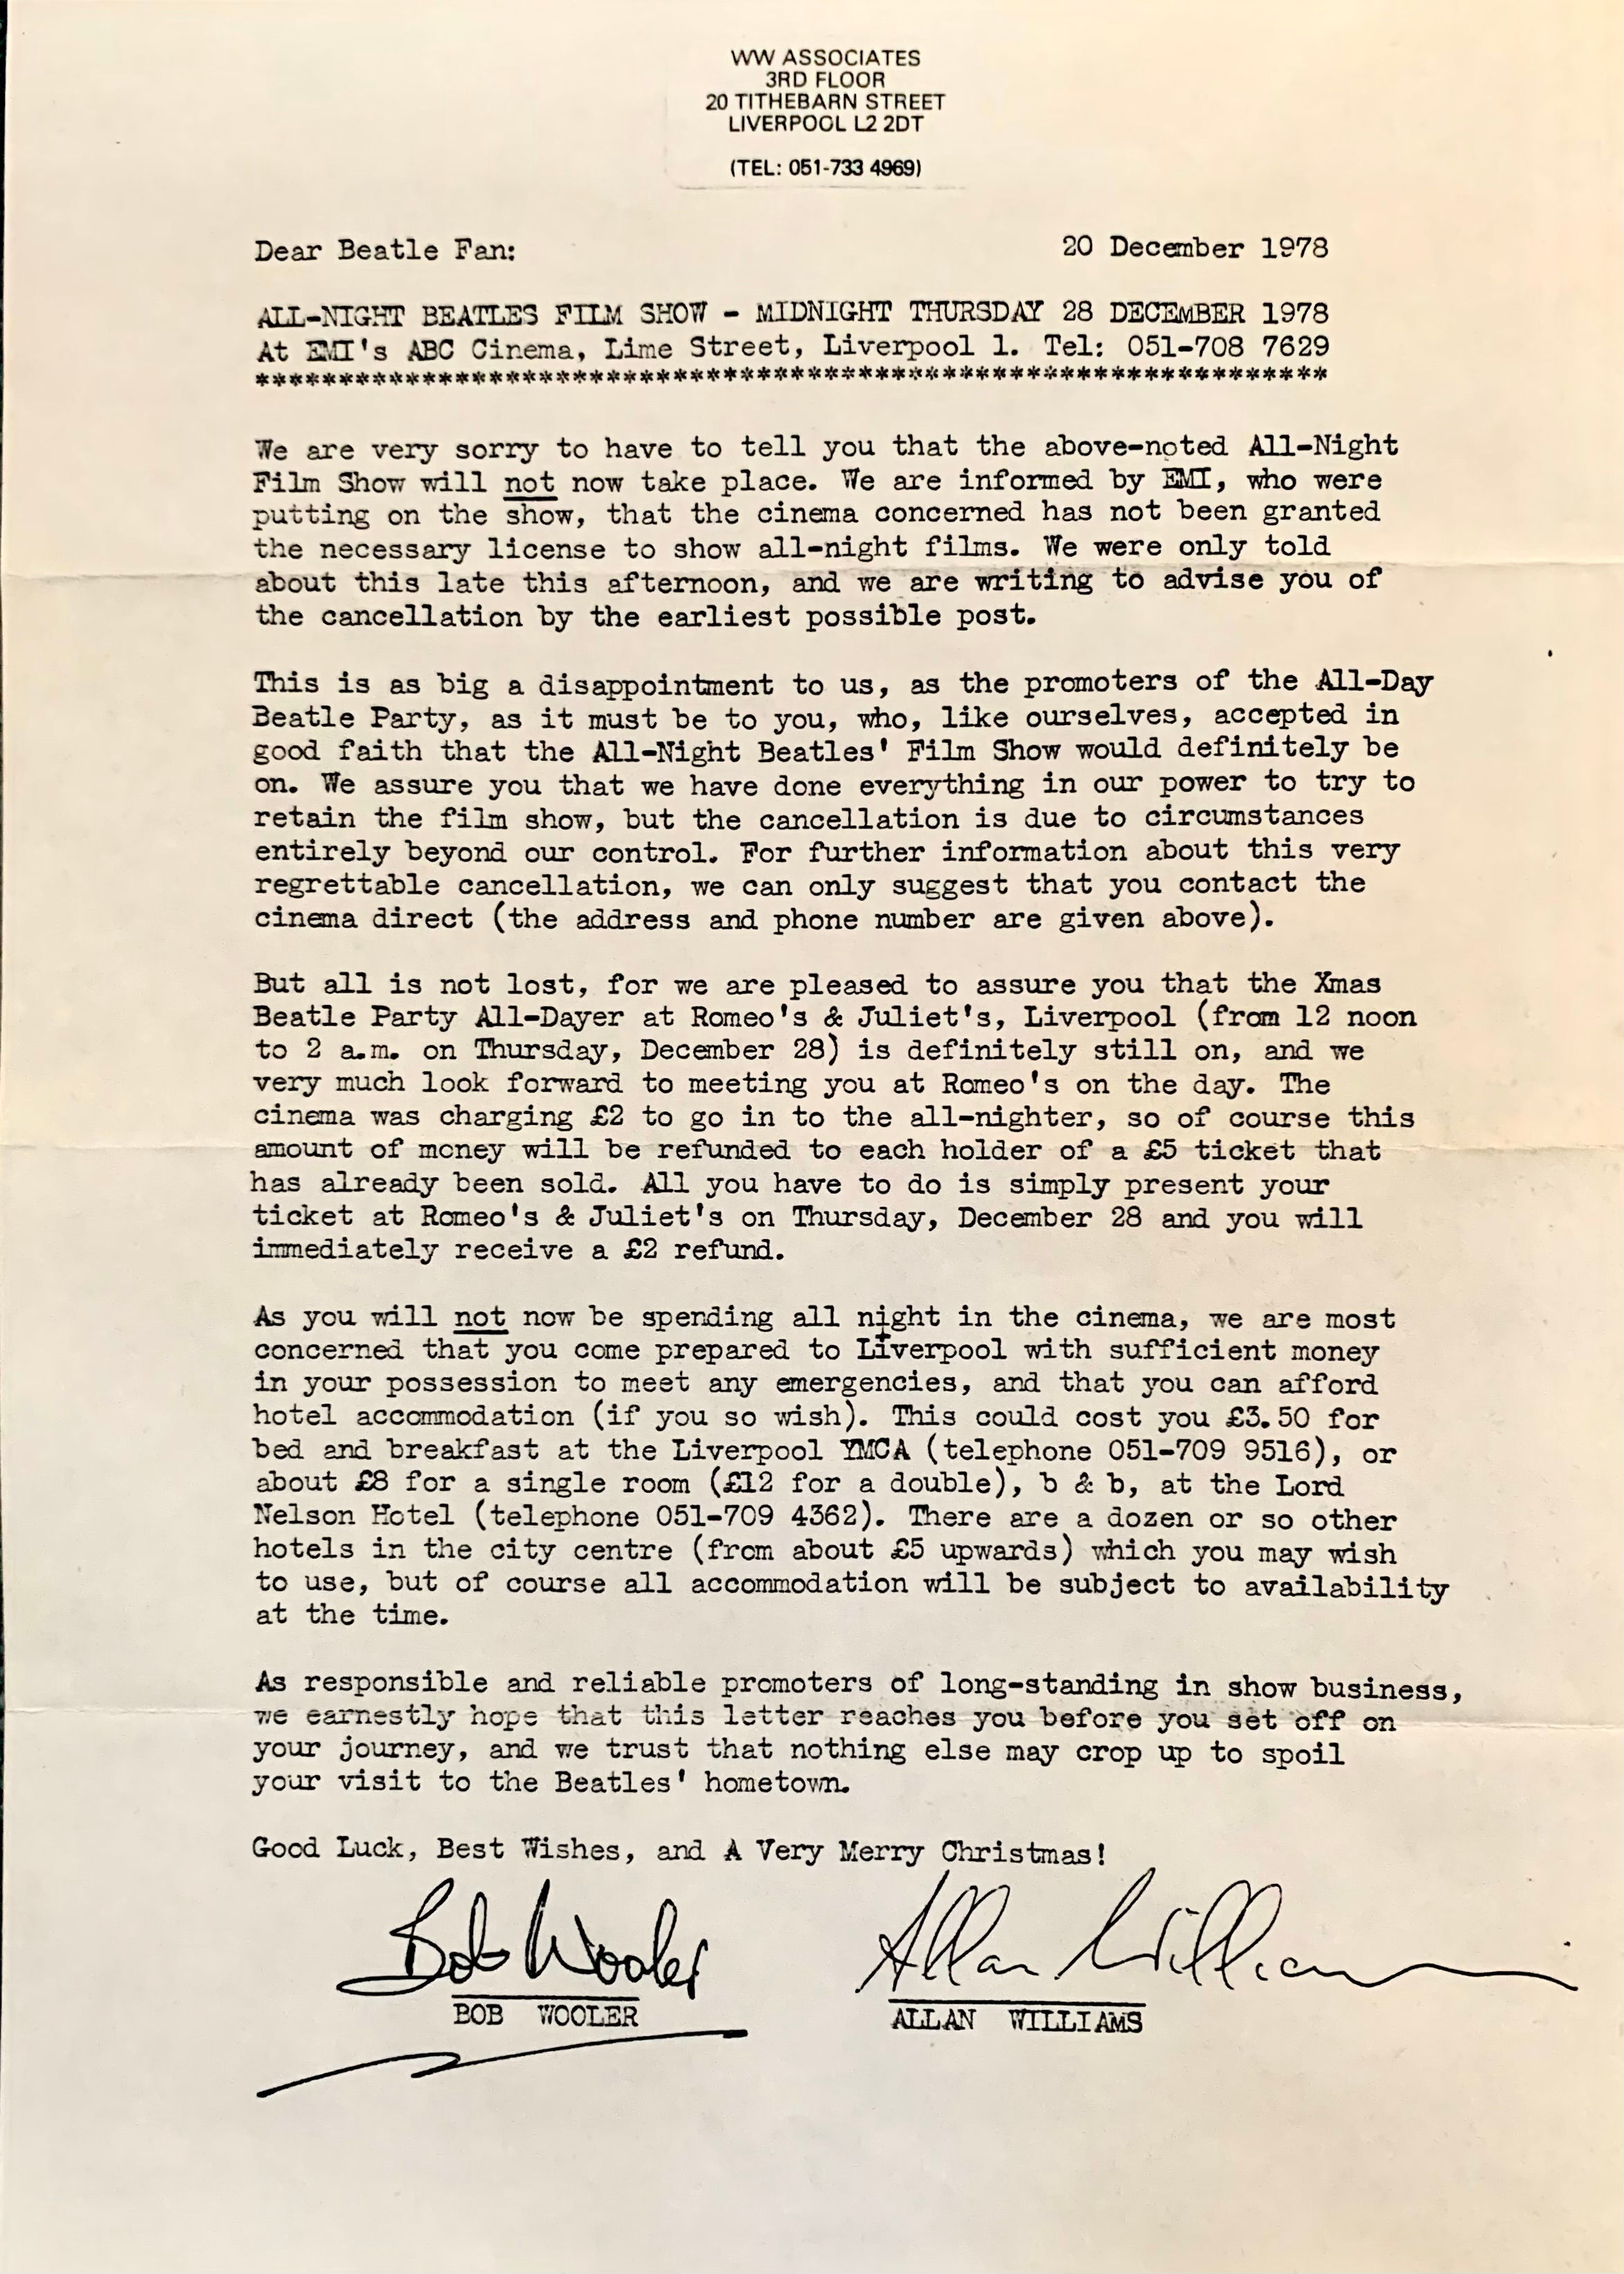 WW ASSOCIATES
3RD FLOOR
20 TITHEBARN STREET
LIVERPOOL L2 2DT
(TEL: 051-733 4969)
Dear Beatle Fan: 20 December 1978
ALL-NIGHT BEATLES FILM SHOW - MIDNIGHT THURSDAY 28 DECEMBER 1978
At EMI's ABC Cinema, Lime Street, Liverpool 1. Tel: 051-708 7629
****************************************************************
We are very sorry to have to tell you that the above-noted All-Night
Film Show will not now take place. We are informed by EMI, who were
putting on the show, that the cinema concerned has not been granted
the necessary license to show all-night films. We were only told
about this late this afternoon, and we are writing to advise you of
the cancellation by the earliest possible post.
This is as big a disappointment to us, as the promoters of the All-Day
Beatle Party, as it must be to you, who, like ourselves, accepted in
good faith that the All-Night Beatles' Film Show would definitely be
on. We assure you that we have done everything in our power to try to
retain the film show, but the cancellation is due to circumstances
entirely beyond our control. For further information about this very
regrettable cancellation, we can only suggest that you contact the
cinema direct (the address and phone number are given above).
But all is not lost, for we are pleased to assure you that the Xmas
Beatle Party All-Dayer at Romeo's & Juliet's, Liverpool (from 12 noon
to 2 a.m. on Thursday, December 28) is definitely still on, and we
very much look forward to meeting you at Romeo's on the day. The
cinema was charging £2 to go in to the all-nighter, so of course this
amount of money will be refunded to each holder of a £5 ticket that
has already been sold. All you have to do is simply present your
ticket at Romeo's & Juliet's on Thursday, December 28 and you will
immediately receive a £2 refund.
As you will not now be spending all night in the cinema, we are most
concerned that you come prepared to Liverpool with sufficient money
in your possession to meet any emergencies, and that you can afford
hotel accommodation (if you so wish). This could cost you £3.50 for
bed and breakfast at the Liverpool YMCA (telephone 051-709 9516), or
about £8 for a single room (£12 for a double), b & b, at the Lord
Nelson Hotel (telephone 051-709 4362). There are a dozen or so other
hotels in the city centre (from about £5 upwards) which you may wish
to use, but of course all accommodation will be subject to availability
at the time.
As responsible and reliable promoters of long-standing in show business,
we earnestly hope that this letter reaches you before you set off on
your journey, and we trust that nothing else may crop up to spoil
your visit to the Beatles' hometown.
Good Luck, Best Wishes, and A Very Merry Christmas!
Bob Wooler Allan Williams
BOB WOOLER ALLAN WILLIAMS